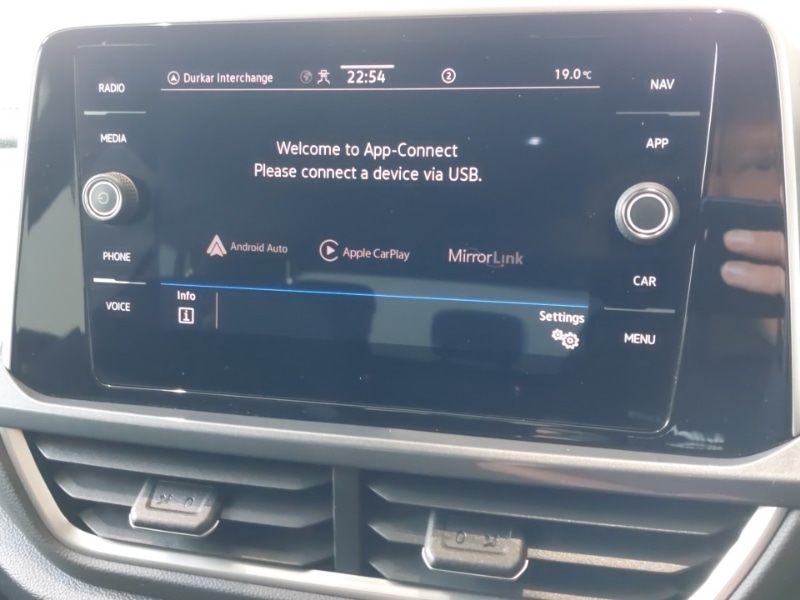 RADIO
MEDIA
PHONE
VOICE
Durkar Interchange
22:54
2
19.0°C
Welcome to App-Connect
Please connect a device via USB.
Android Auto
Apple CarPlay
MirrorLink
Info
i
Settings
NAV
APP
CAR
MENU